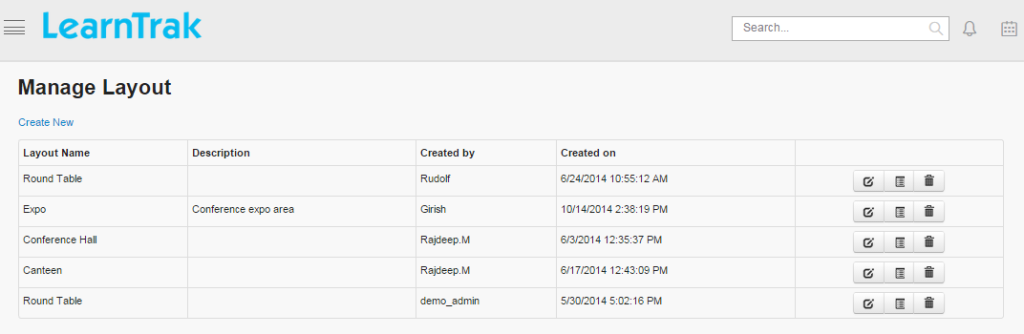 LearnTrak
Search...
Manage Layout
Create New
Layout Name Description Created by Created on
Round Table Rudolf 6/24/2014 10:55:12 AM
Expo Conference expo area Girish 10/14/2014 2:38:19 PM
Conference Hall Rajdeep.M 6/3/2014 12:35:37 PM
Canteen Rajdeep.M 6/17/2014 12:43:09 PM
Round Table demo_admin 5/30/2014 5:02:16 PM